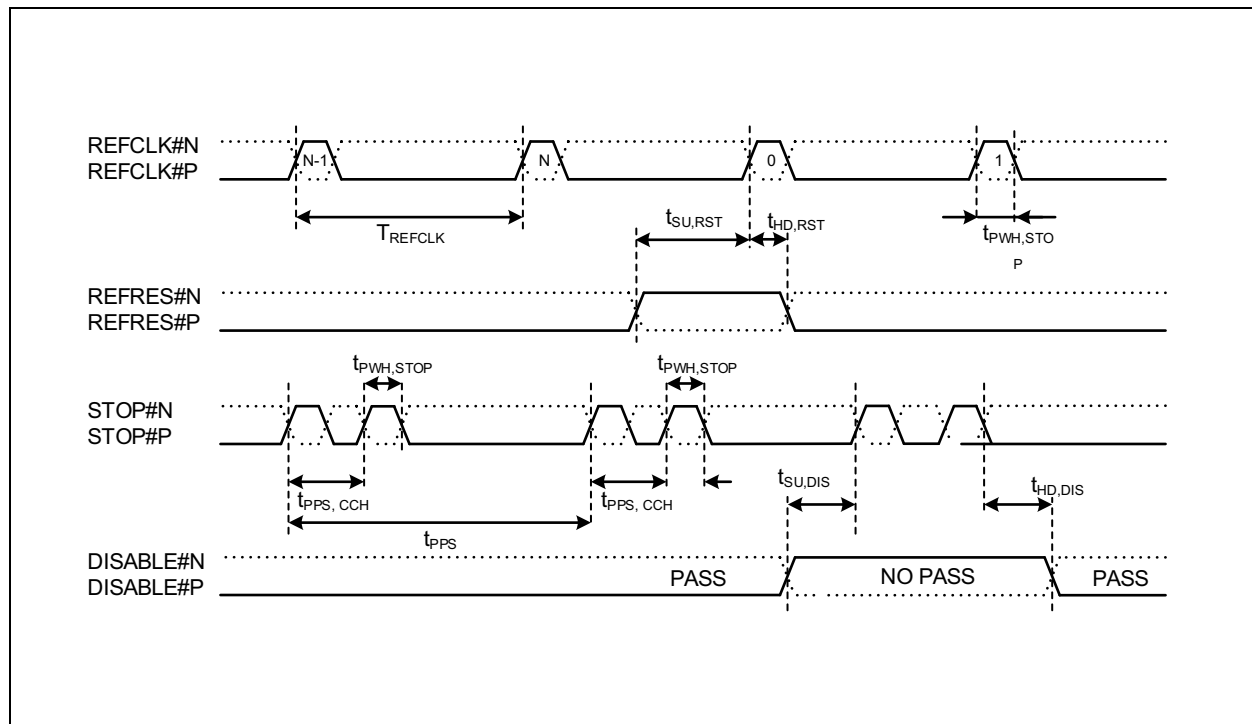 REFCLK#N
REFCLK#P
N-1
N
0
1
TREFCLK
tSU,RST
tHD,RST
tPWH,STO
P
REFRES#N
REFRES#P
tPWH,STOP
tPWH,STOP
STOP#N
STOP#P
tPPS, CCH
tPPS, CCH
tSU,DIS
tHD,DIS
tPPS
DISABLE#N
DISABLE#P
PASS
NO PASS
PASS